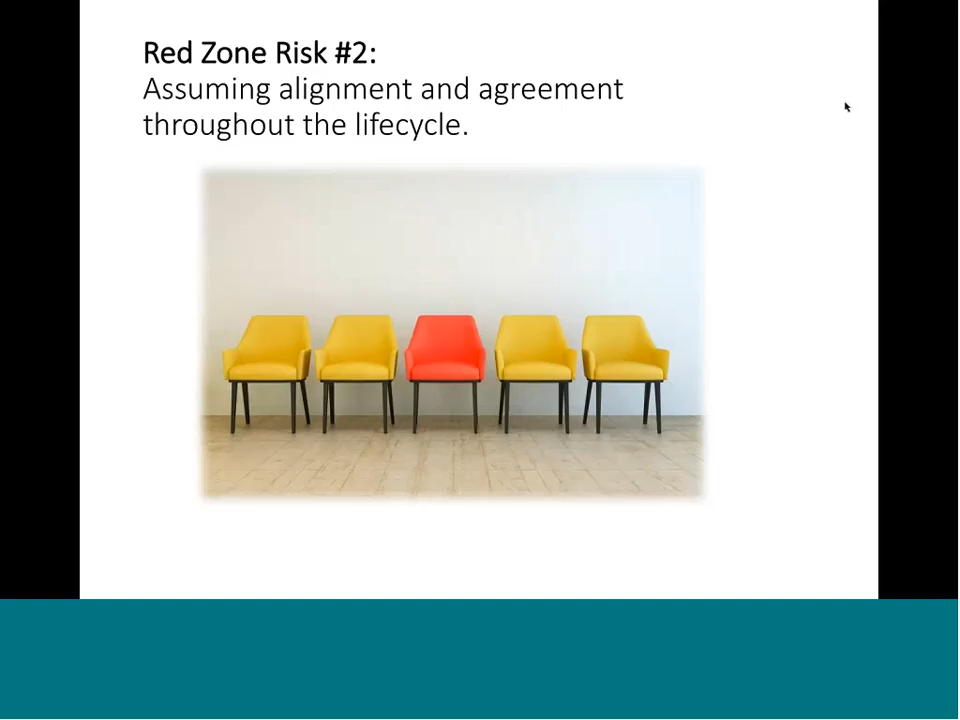 Red Zone Risk #2:
Assuming alignment and agreement
throughout the lifecycle.